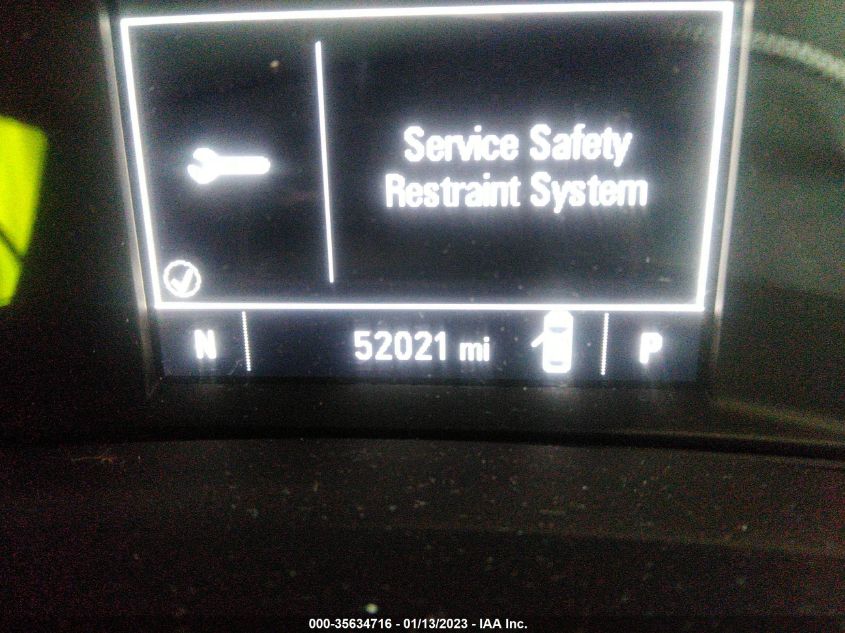 Service Safety
Restraint System
N 52021 mi P
000-35634716 - 01/13/2023 - IAA Inc.